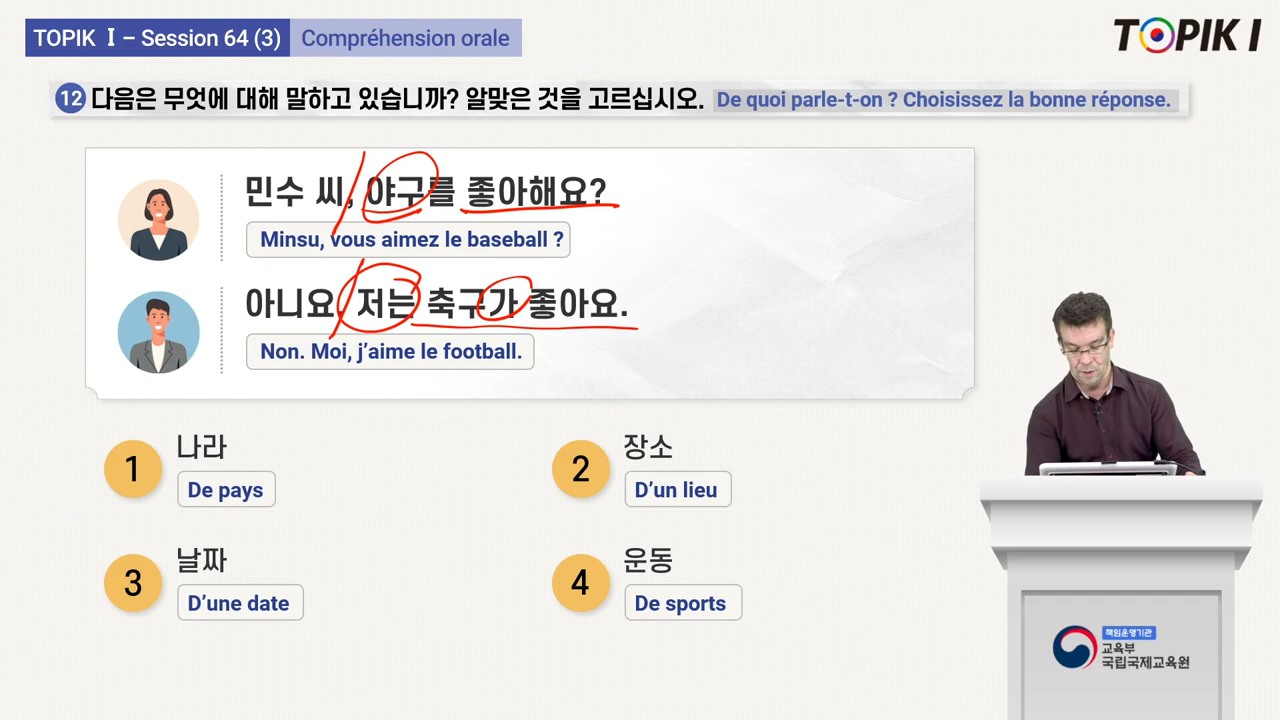 TOPIK Ⅰ – Session 64 (3) Compréhension orale
TOPIK I
12 다음은 무엇에 대해 말하고 있습니까? 알맞은 것을 고르십시오. De quoi parle-t-on ? Choisissez la bonne réponse.
민수 씨, 야구를 좋아해요?
Minsu, vous aimez le baseball ?
아니요. 저는 축구가 좋아요.
Non. Moi, j’aime le football.
1 나라
De pays
2 장소
D’un lieu
3 날짜
D’une date
4 운동
De sports
책임운영기관
교육부
국립국제교육원